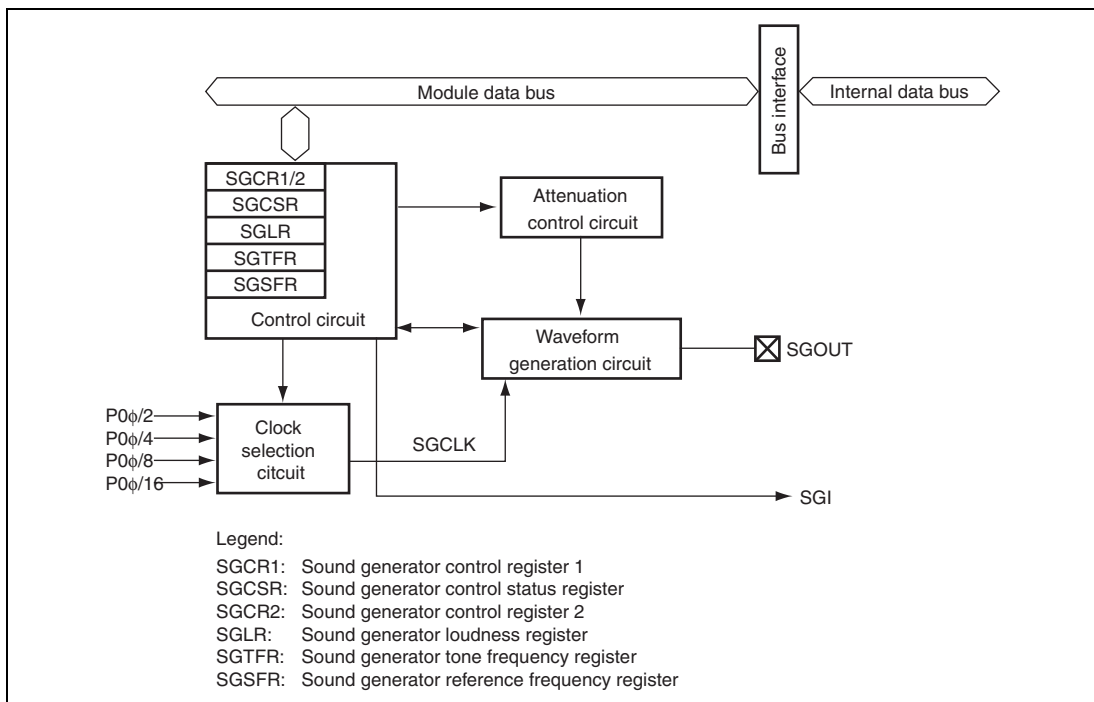 Module data bus
Bus interface
Internal data bus
SGCR1/2
SGCSR
SGLR
SGTFR
SGSFR
Control circuit
Attenuation
control circuit
Waveform
generation circuit
SGOUT
P0ϕ/2
P0ϕ/4
P0ϕ/8
P0ϕ/16
Clock
selection
citcuit
SGCLK
SGI
Legend:
SGCR1: Sound generator control register 1
SGCSR: Sound generator control status register
SGCR2: Sound generator control register 2
SGLR: Sound generator loudness register
SGTFR: Sound generator tone frequency register
SGSFR: Sound generator reference frequency register